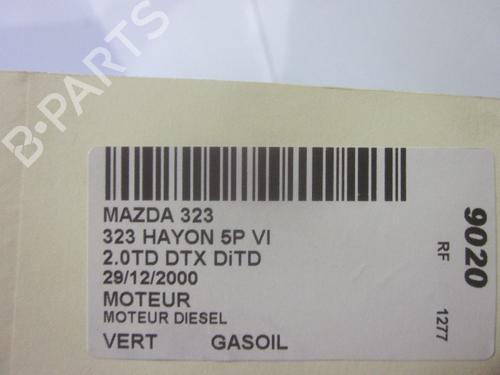 B-PARTS
MAZDA 323
323 HAYON 5P VI
2.0TD DTX DiTD
29/12/2000
MOTEUR
MOTEUR DIESEL
VERT GASOIL
9020
RF 1277